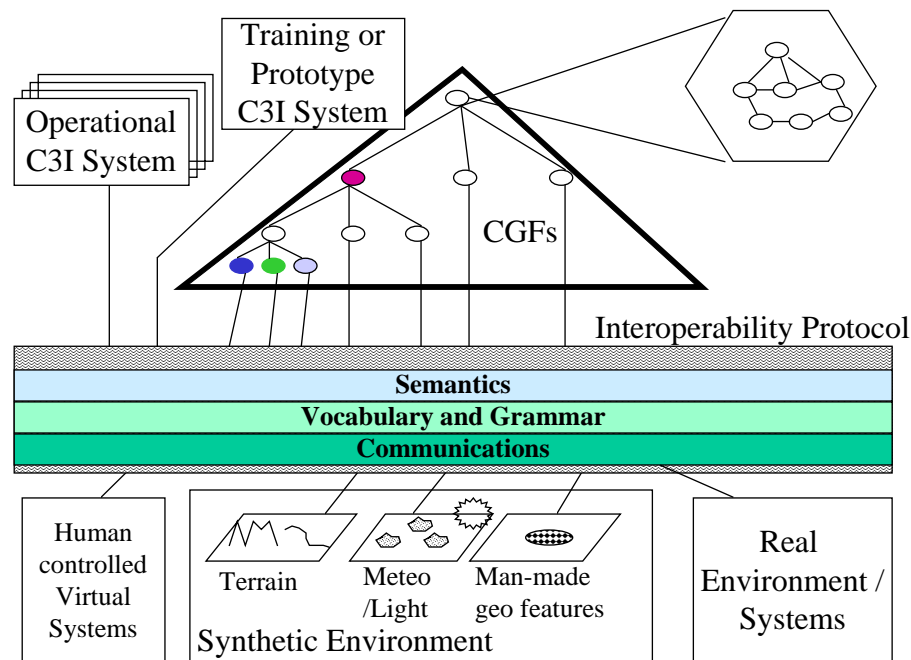 Training or
Prototype
C3I System
Operational
C3I System
CGFs
Interoperability Protocol
Semantics
Vocabulary and Grammar
Communications
Human
controlled
Virtual
Systems
Terrain
Meteo
/Light
Man-made
geo features
Synthetic Environment
Real
Environment /
Systems